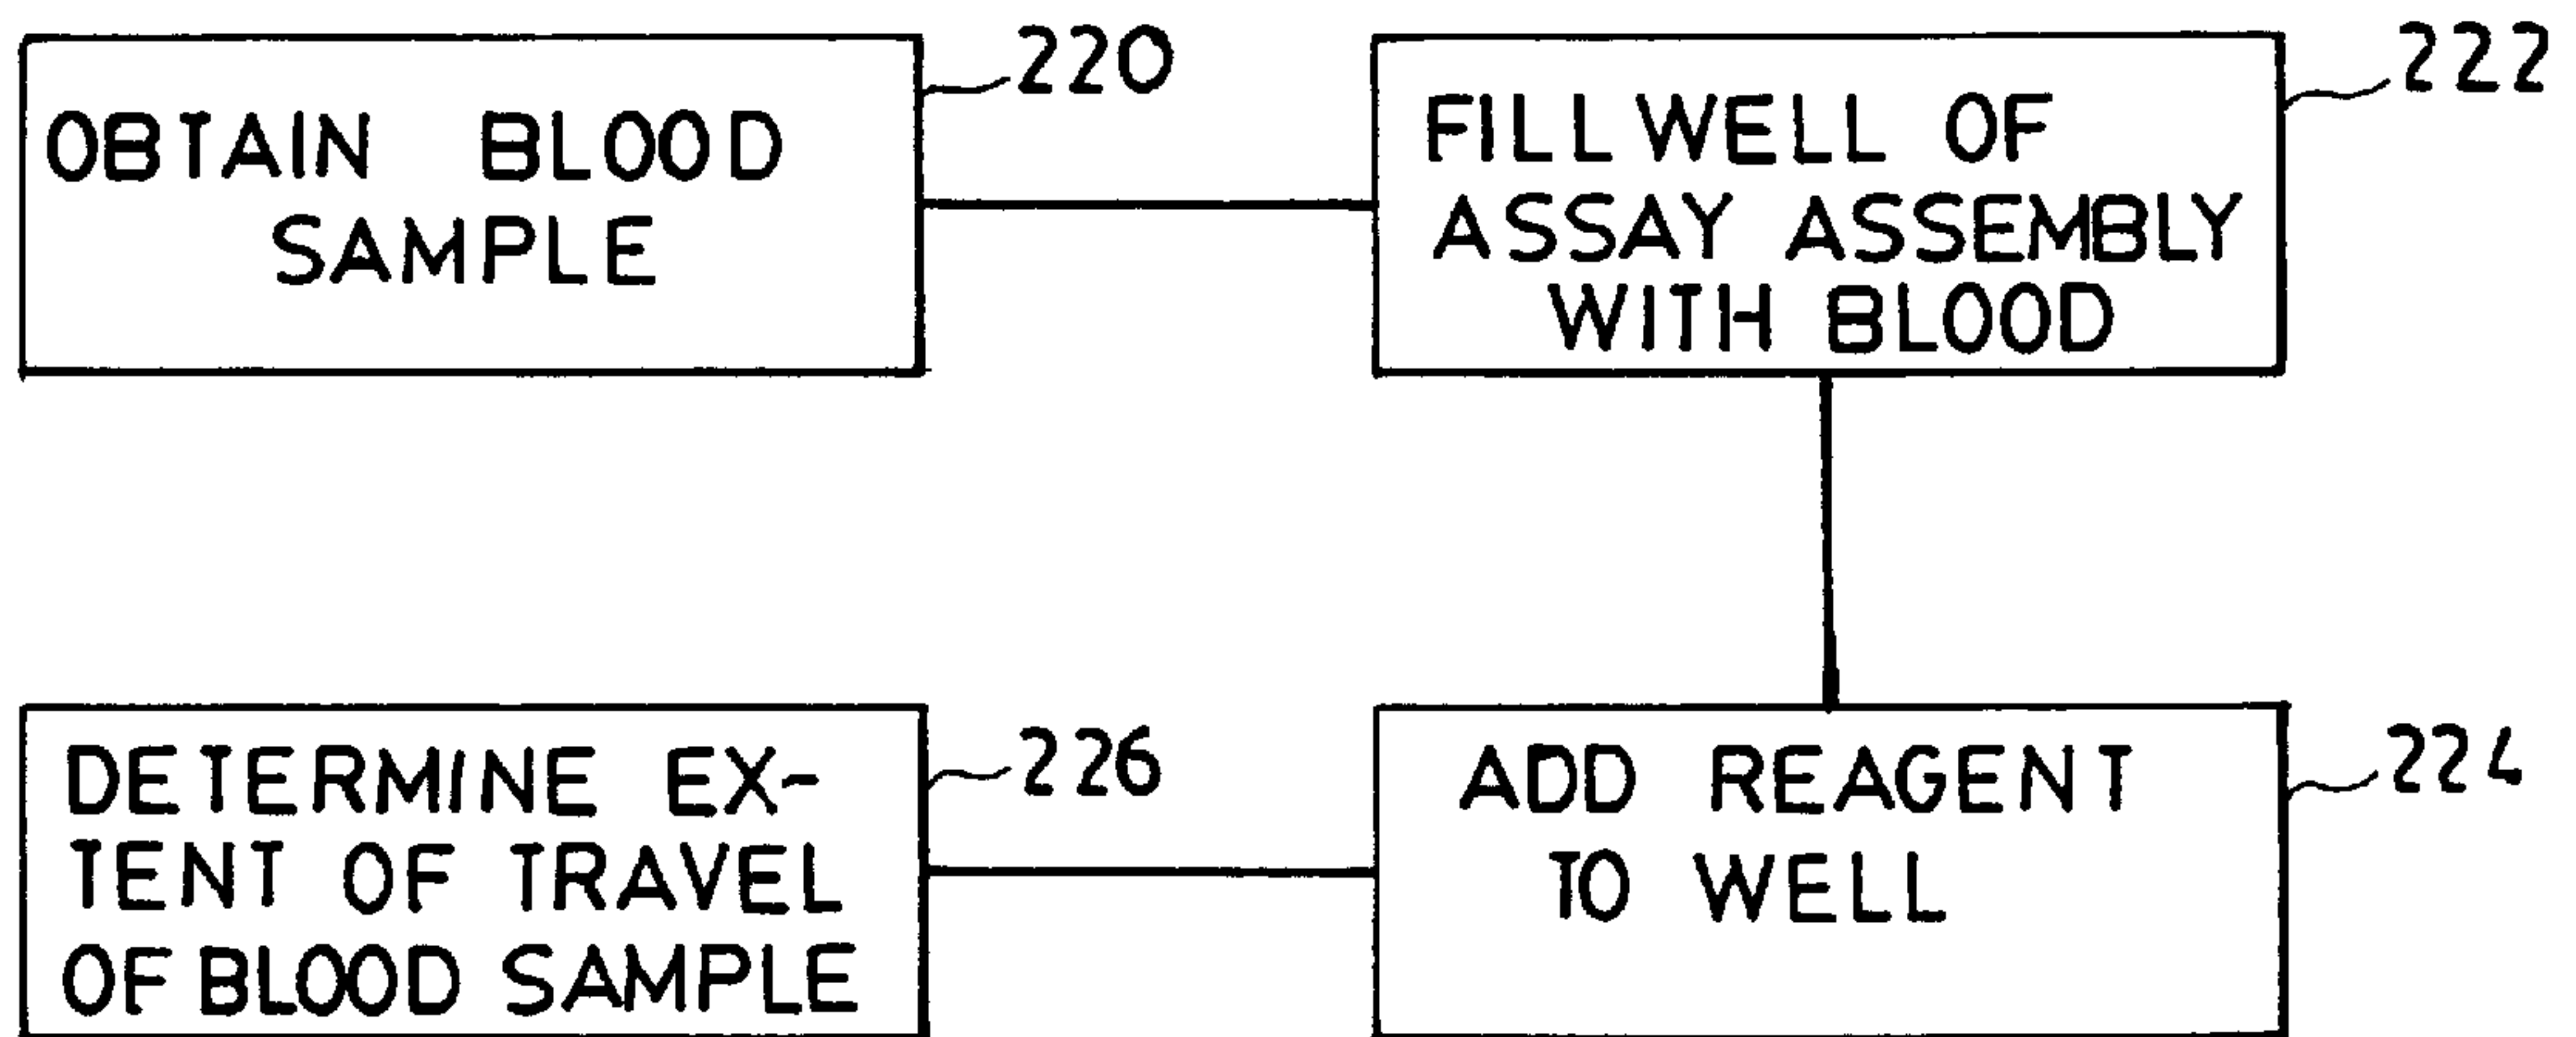 OBTAIN BLOOD
SAMPLE
220
FILL WELL OF
ASSAY ASSEMBLY
WITH BLOOD
222
DETERMINE EX-
TENT OF TRAVEL
OF BLOOD SAMPLE
226
ADD REAGENT
TO WELL
224